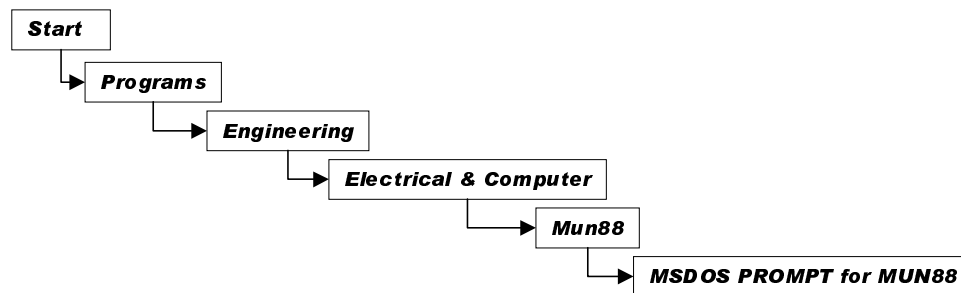 Start
Programs
Engineering
Electrical & Computer
Mun88
MSDOS PROMPT for MUN88